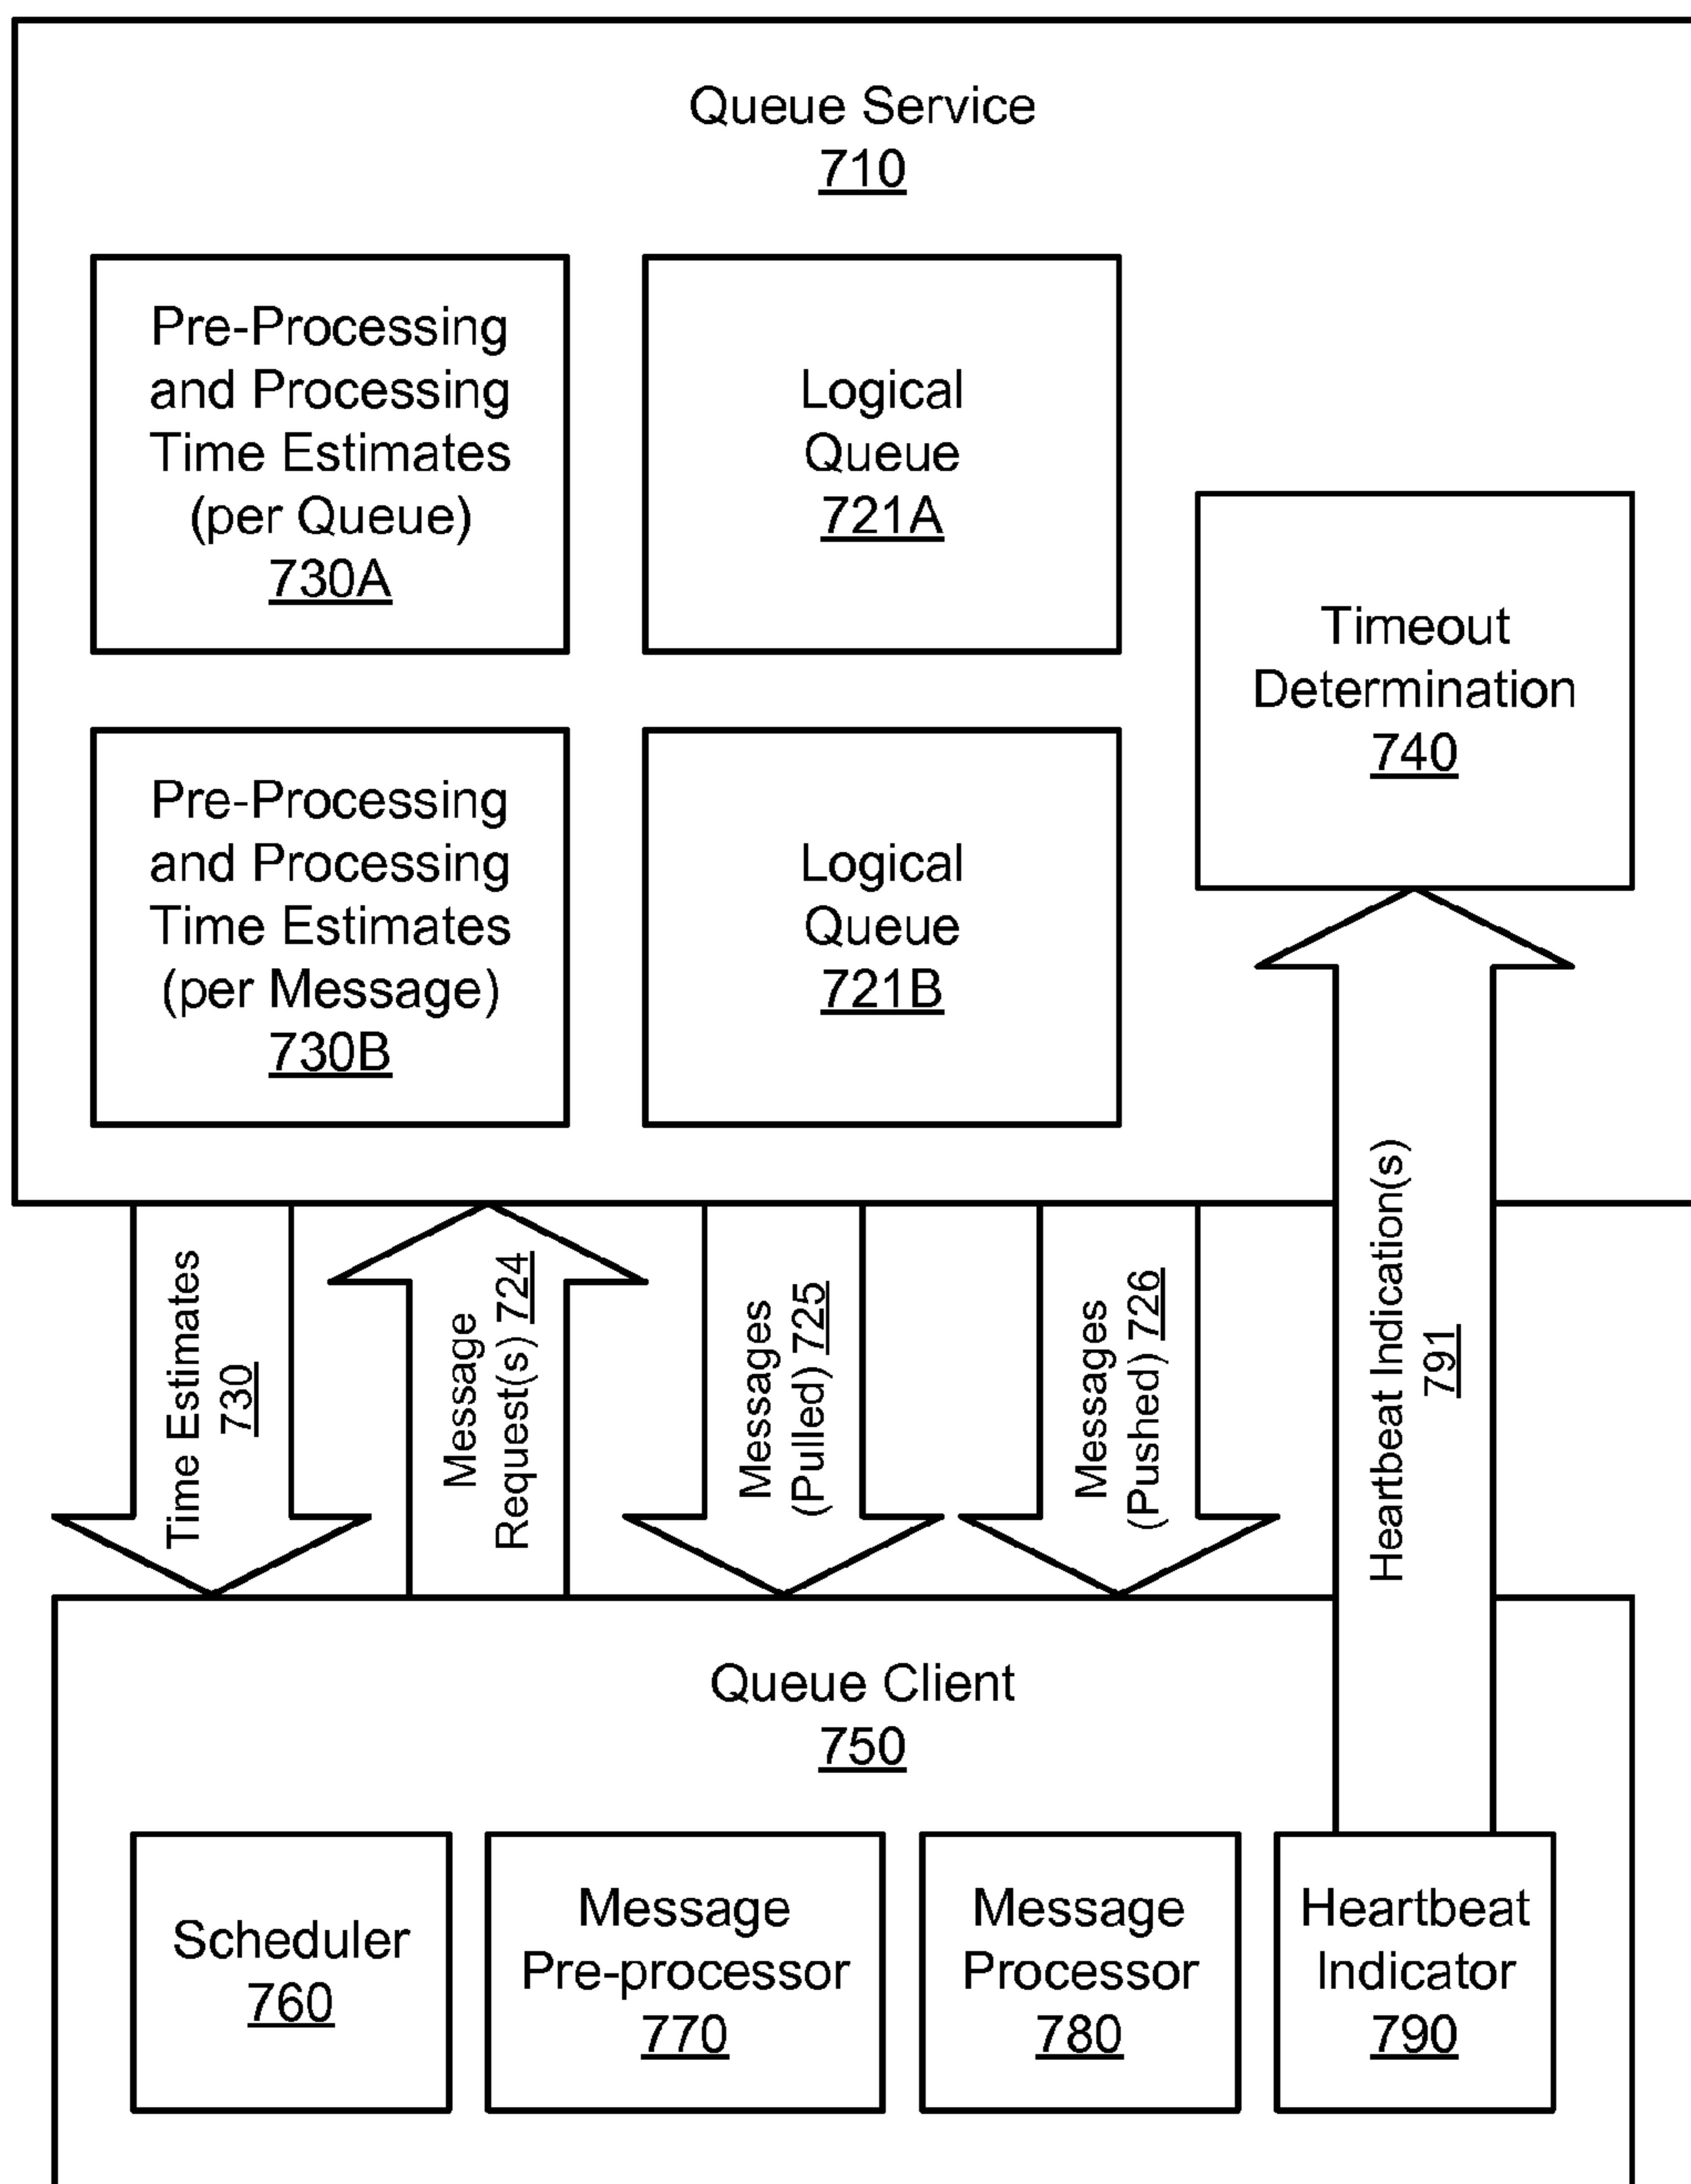 Queue Service
710
Pre-Processing
and Processing
Time Estimates
(per Queue)
730A
Logical
Queue
721A
Timeout
Determination
740
Pre-Processing
and Processing
Time Estimates
(per Message)
730B
Logical
Queue
721B
Time Estimates
730
Message
Request(s) 724
Messages
(Pulled) 725
Messages
(Pushed) 726
Heartbeat Indication(s)
791
Queue Client
750
Scheduler
760
Message
Pre-processor
770
Message
Processor
780
Heartbeat
Indicator
790